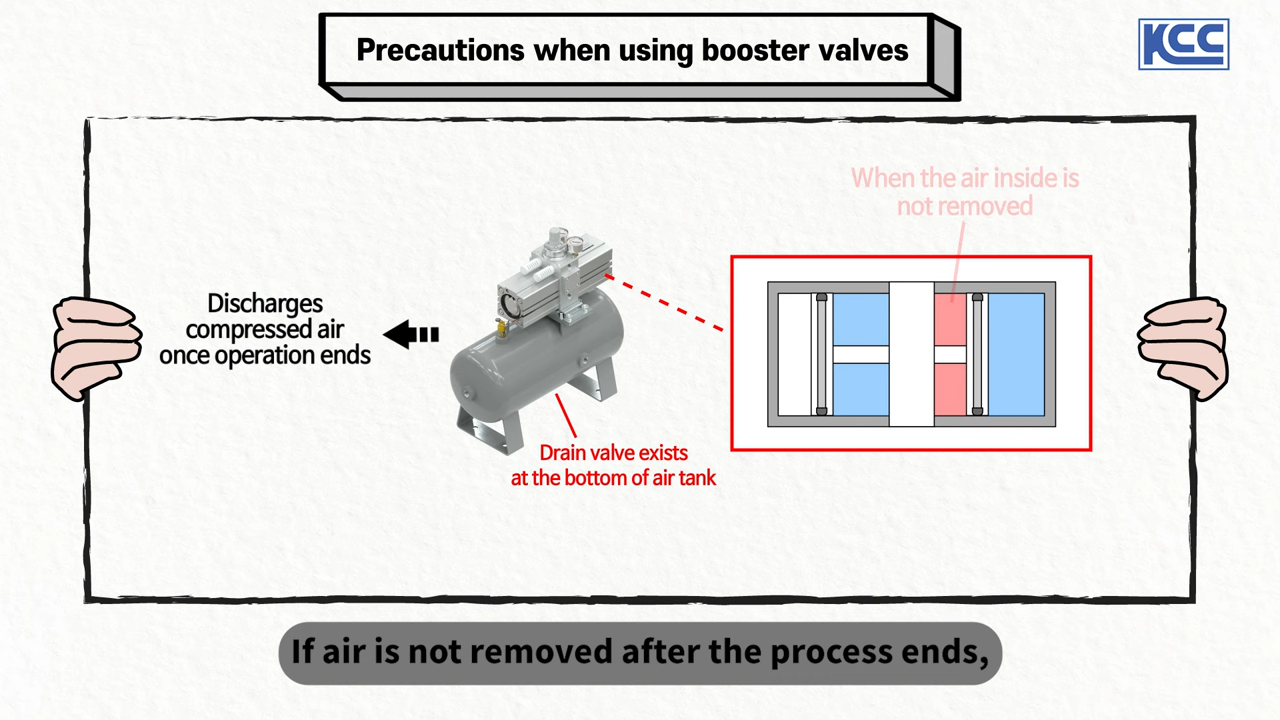 Precautions when using booster valves
KCC
When the air inside is
not removed
Discharges
compressed air
once operation ends
Drain valve exists
at the bottom of air tank
If air is not removed after the process ends,